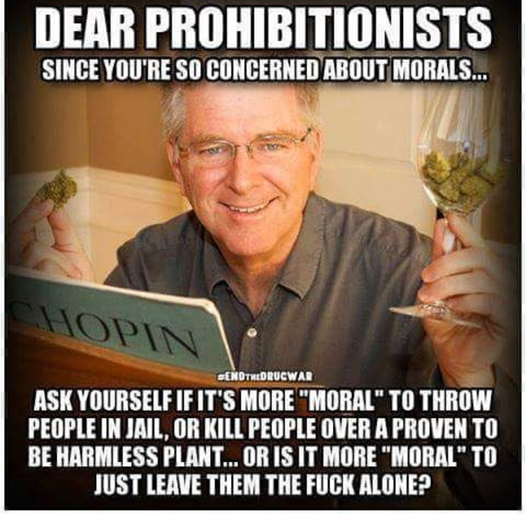 DEAR PROHIBITIONISTS
SINCE YOU'RE SO CONCERNED ABOUT MORALS...
CHOPIN
#ENDTHEDRUGWAR
ASK YOURSELF IF IT'S MORE "MORAL" TO THROW
PEOPLE IN JAIL, OR KILL PEOPLE OVER A PROVEN TO
BE HARMLESS PLANT... OR IS IT MORE "MORAL" TO
JUST LEAVE THEM THE FUCK ALONE?